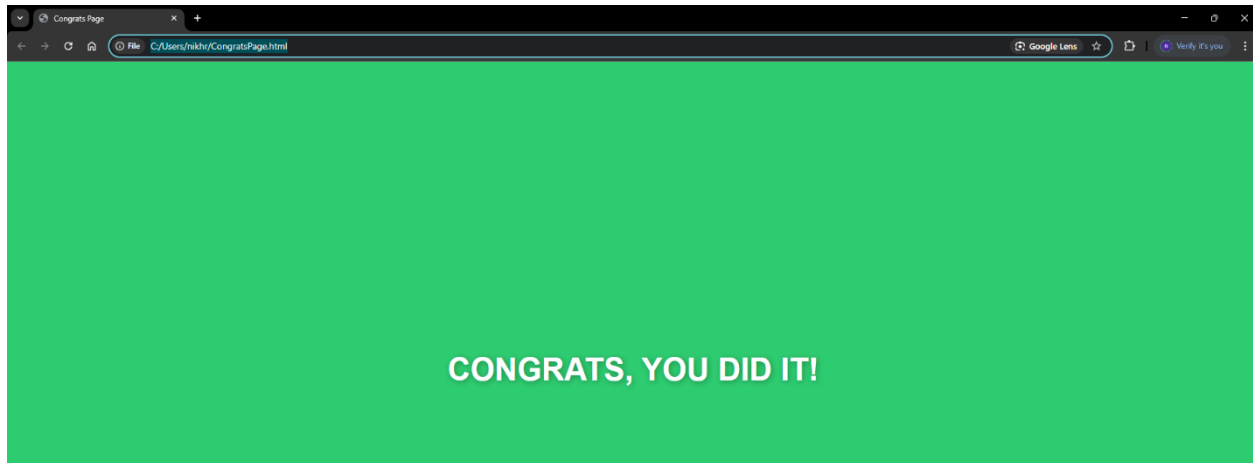 Congrats Page
File C:/Users/nikhr/CongratsPage.html Google Lens Verify it's you
CONGRATS, YOU DID IT!